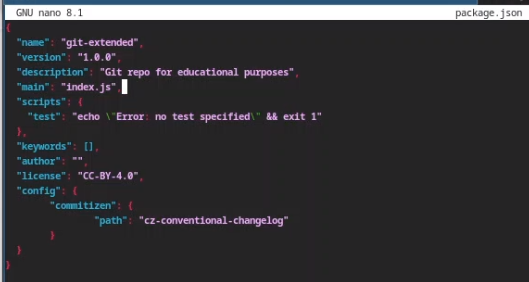 GNU nano 8.1 package.json
{
"name": "git-extended",
"version": "1.0.0",
"description": "Git repo for educational purposes",
"main": "index.js",
"scripts": {
"test": "echo \"Error: no test specified\" && exit 1"
},
"keywords": [],
"author": "",
"license": "CC-BY-4.0",
"config": {
"commitizen": {
"path": "cz-conventional-changelog"
}
}
}